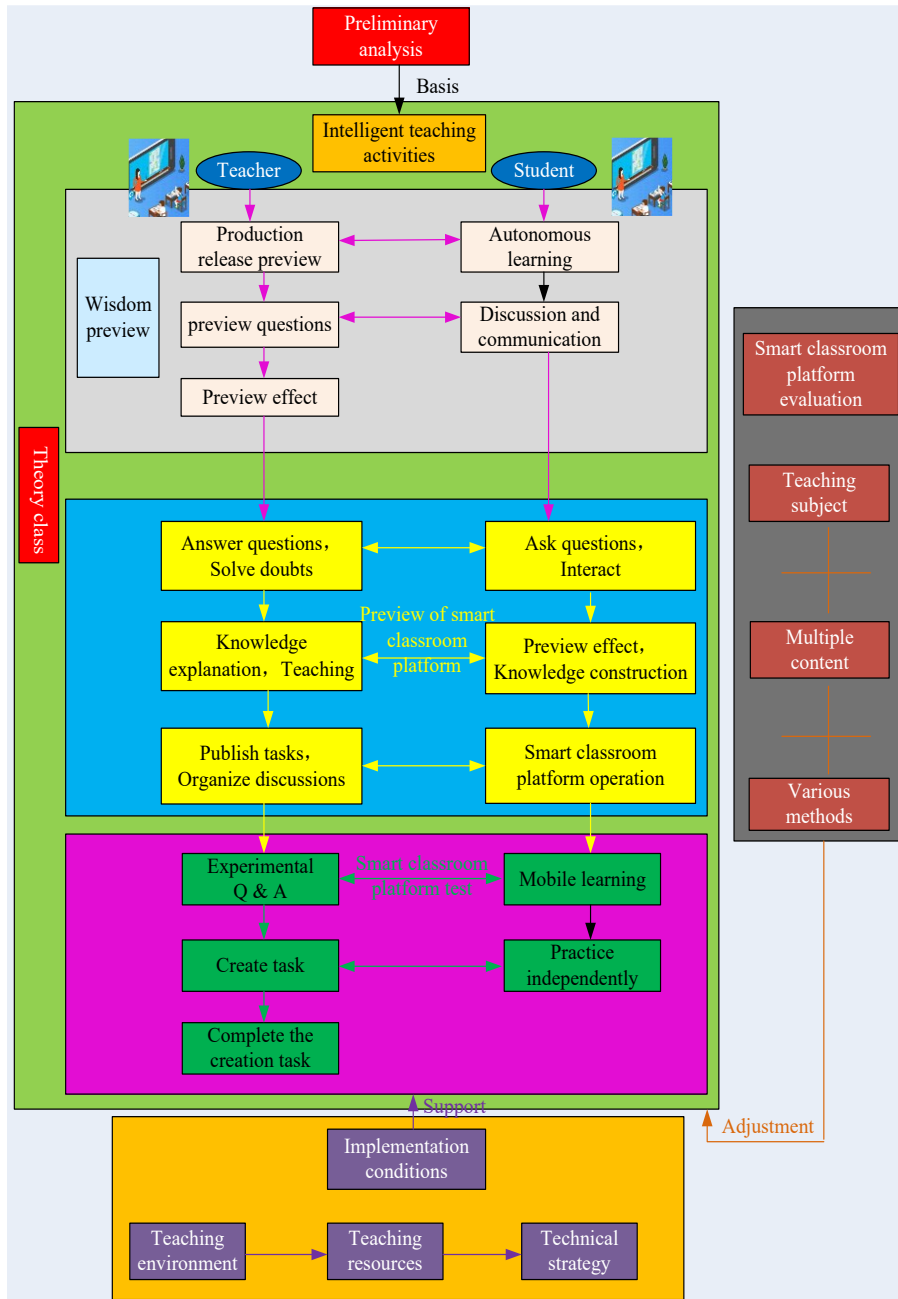 Preliminary
analysis
Basis
Intelligent teaching
activities
Teacher
Student
Production
release preview
Autonomous
learning
Wisdom
preview
preview questions
Discussion and
communication
Preview effect
Theory class
Answer questions，
Solve doubts
Ask questions，
Interact
Preview of smart
classroom
platform
Knowledge
explanation，Teaching
Preview effect，
Knowledge construction
Publish tasks，
Organize discussions
Smart classroom
platform operation
Experimental
Q & A
Smart classroom
platform test
Mobile learning
Create task
Practice
independently
Complete the
creation task
Support
Implementation
conditions
Teaching
environment
Teaching
resources
Technical
strategy
Smart classroom
platform
evaluation
Teaching
subject
Multiple
content
Various
methods
Adjustment